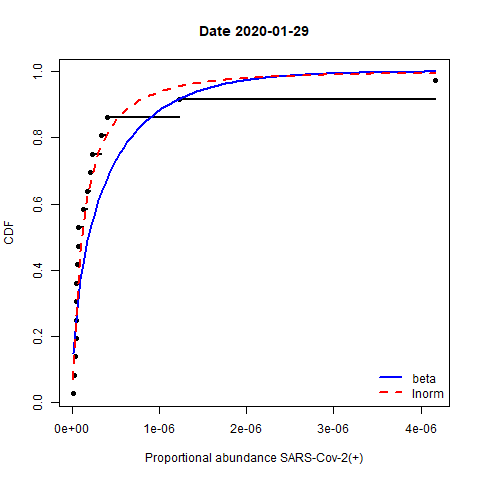 Date 2020-01-29
CDF
1.0
0.8
0.6
0.4
0.2
0.0
beta
lnorm
0e+00 1e-06 2e-06 3e-06 4e-06
Proportional abundance SARS-Cov-2(+)